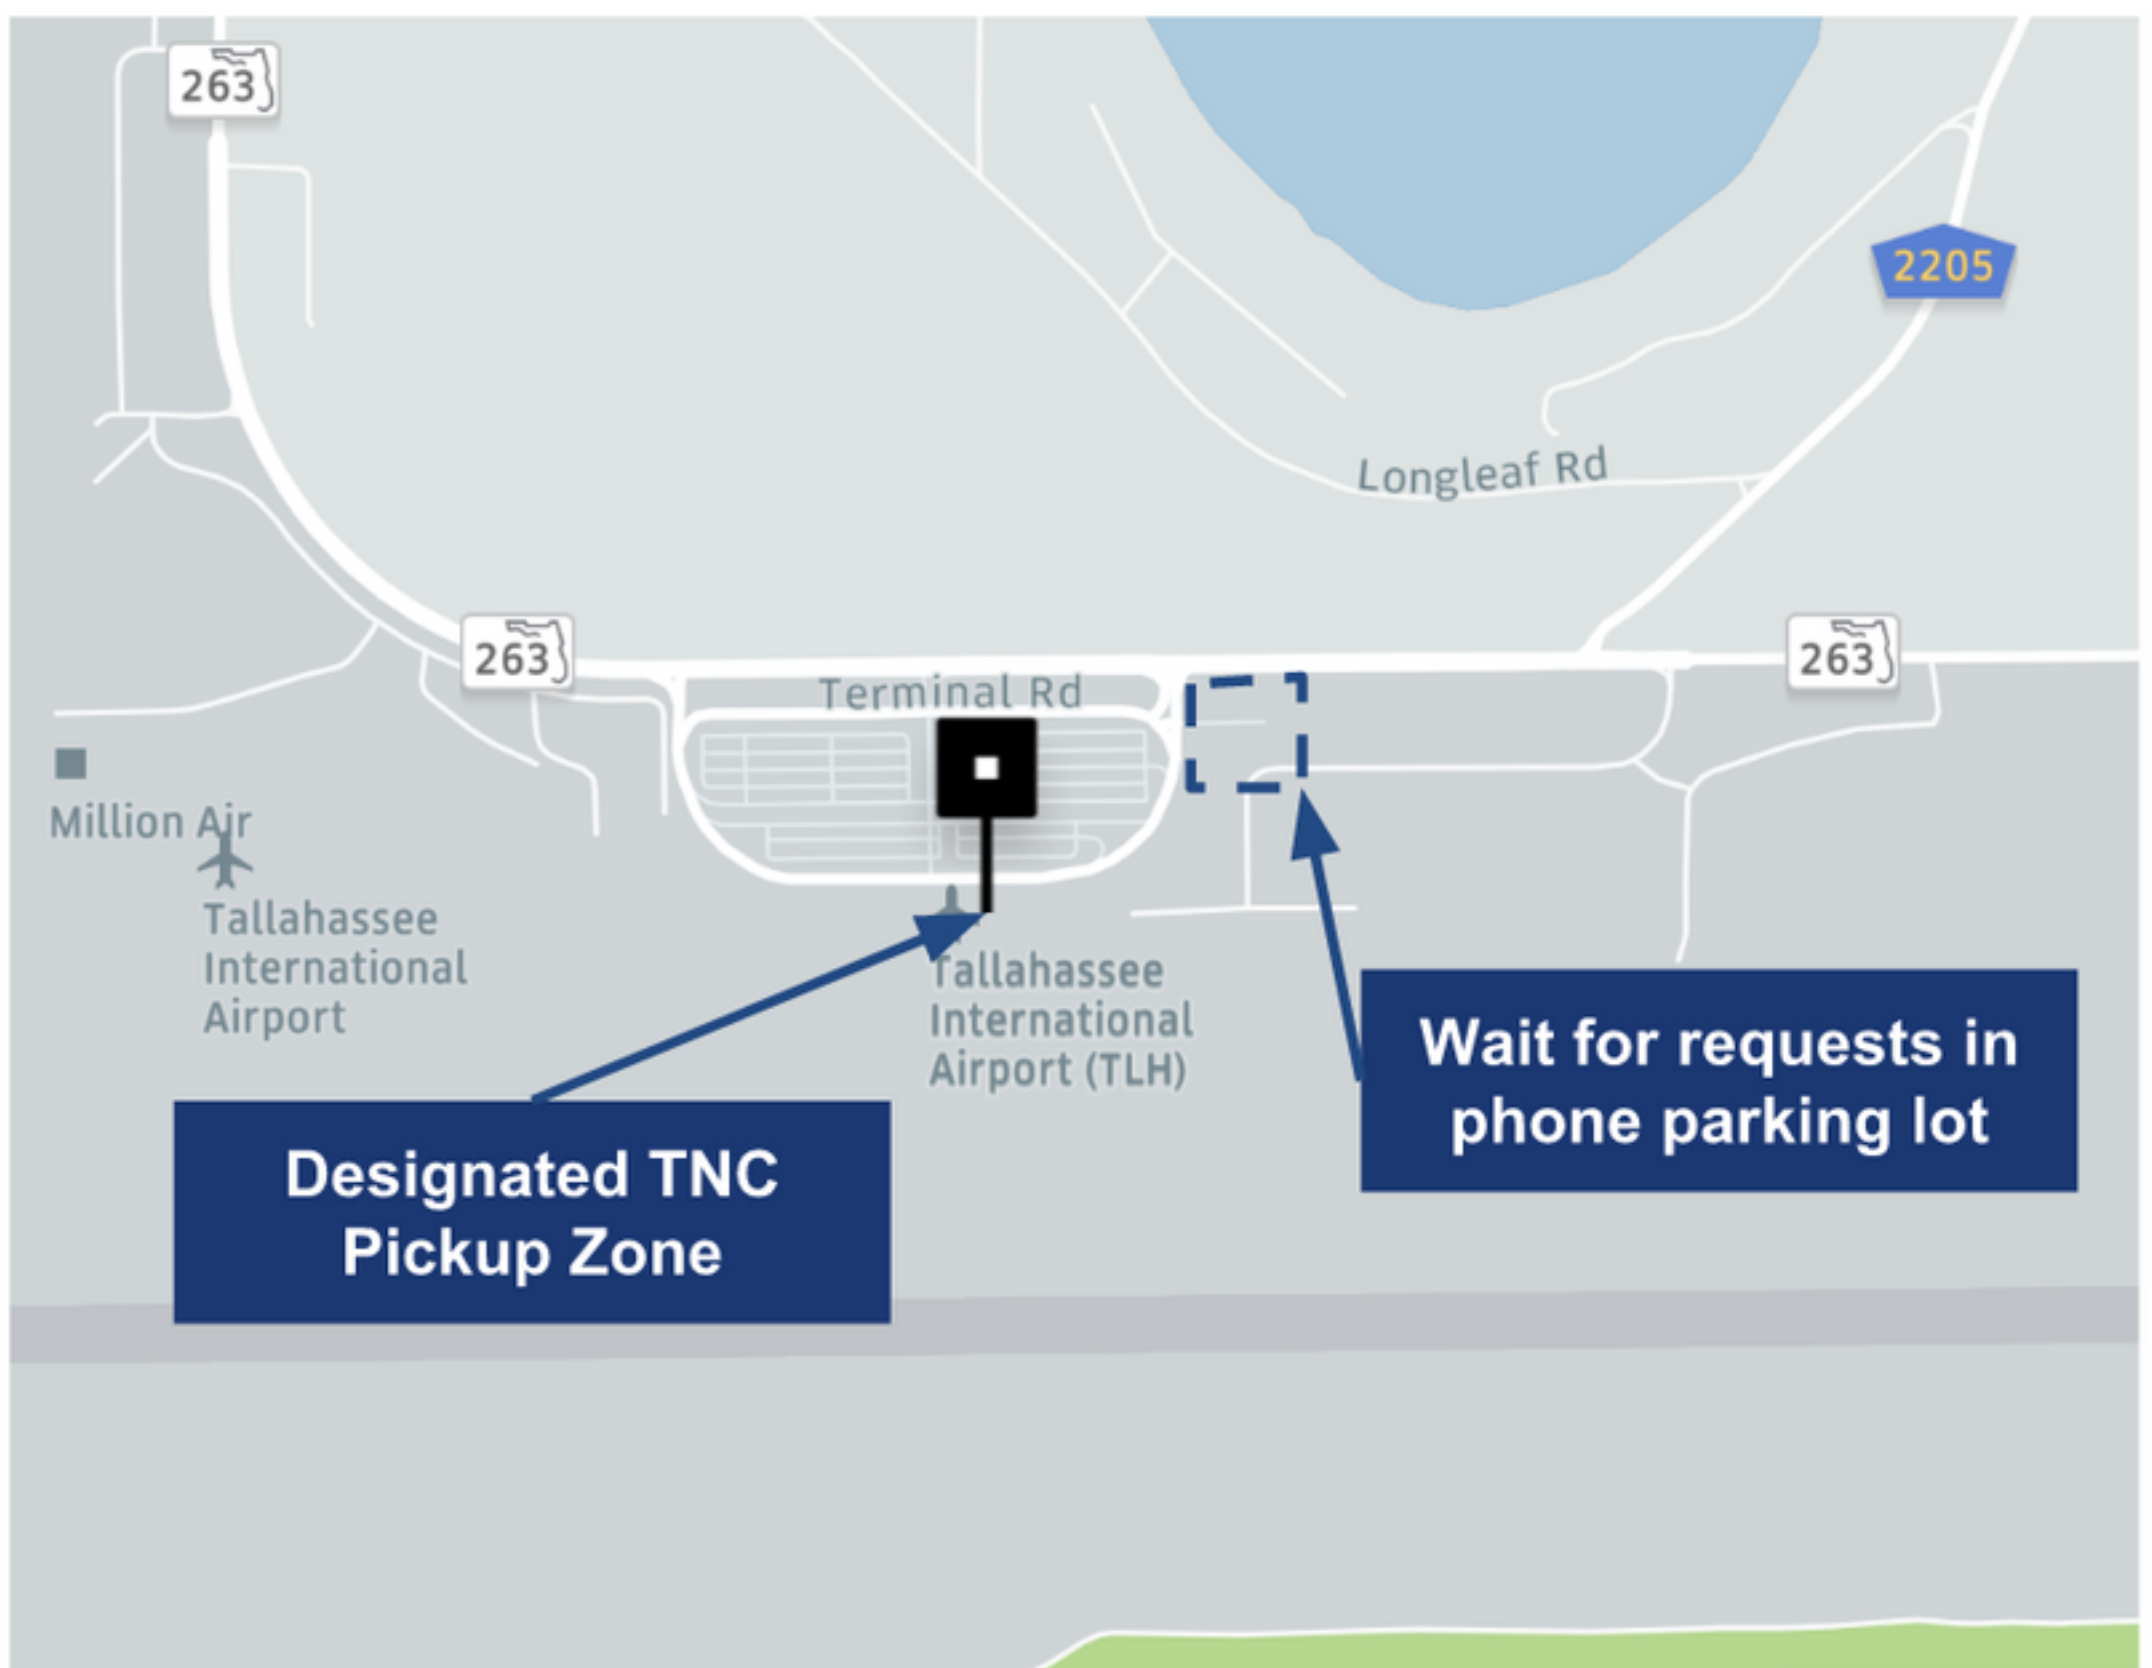 263
2205
Longleaf Rd
263
263
Terminal Rd
Million Air
Tallahassee
International
Airport
Tallahassee
International
Airport (TLH)
Wait for requests in
phone parking lot
Designated TNC
Pickup Zone